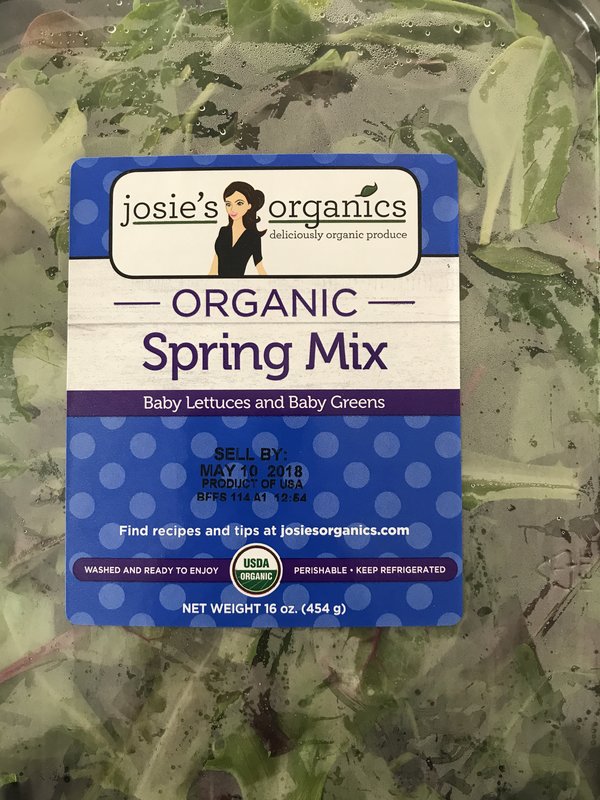 josie's organics
deliciously organic produce
ORGANIC
Spring Mix
Baby Lettuces and Baby Greens
SELL BY:
MAY 10 2018
PRODUCT OF USA
BFFS 114 A1 12:54
Find recipes and tips at josiesorganics.com
WASHED AND READY TO ENJOY
USDA
ORGANIC
PERISHABLE • KEEP REFRIGERATED
NET WEIGHT 16 oz. (454 g)